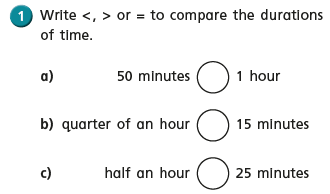 1 Write <, > or = to compare the durations
of time.
a) 50 minutes 1 hour
b) quarter of an hour 15 minutes
c) half an hour 25 minutes